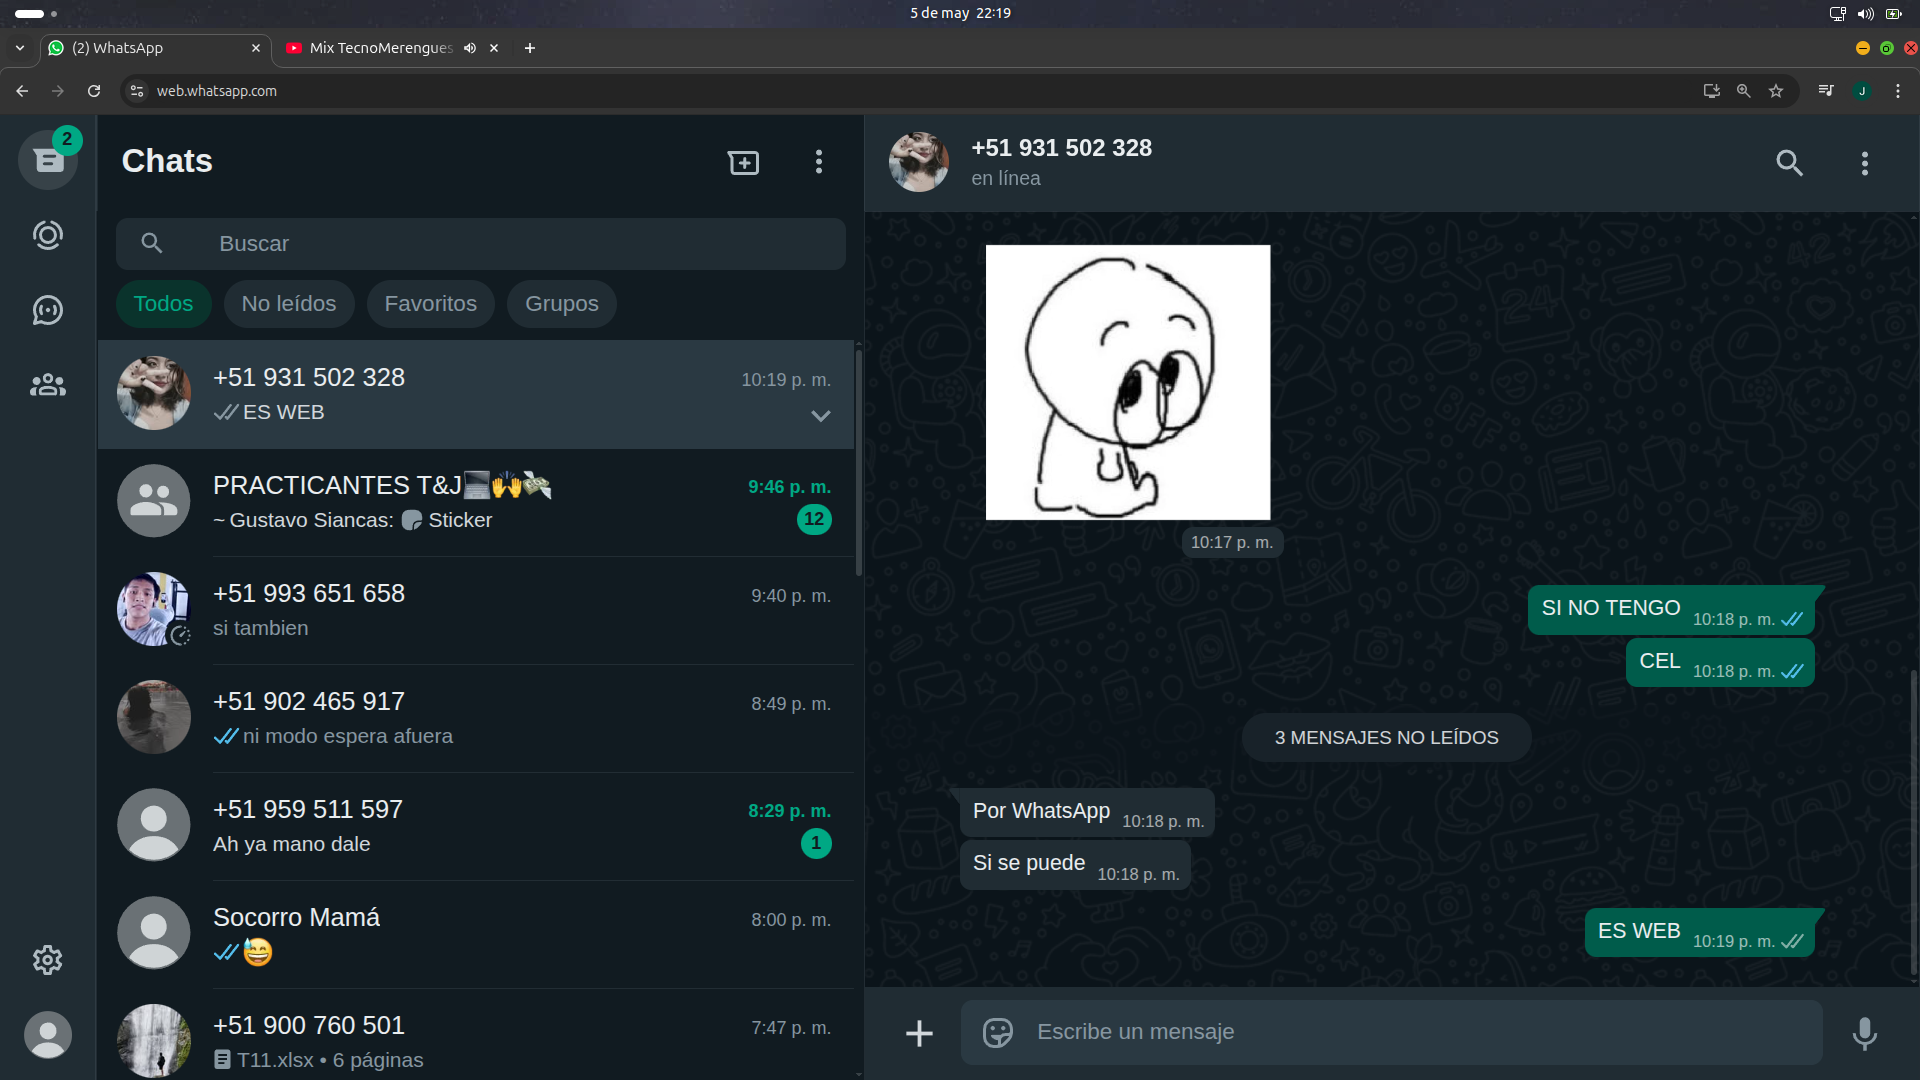 5 de may 22:19
(2) WhatsApp
Mix TecnoMerengues
web.whatsapp.com
J
2
Chats
Buscar
Todos
No leídos
Favoritos
Grupos
+51 931 502 328
10:19 p. m.
ES WEB
PRACTICANTES T&J💻🙌💸
9:46 p. m.
~ Gustavo Siancas: Sticker
12
+51 993 651 658
9:40 p. m.
si tambien
+51 902 465 917
8:49 p. m.
ni modo espera afuera
+51 959 511 597
8:29 p. m.
Ah ya mano dale
1
Socorro Mamá
8:00 p. m.
😅
+51 900 760 501
7:47 p. m.
T11.xlsx • 6 páginas
+51 931 502 328
en línea
10:17 p. m.
SI NO TENGO 10:18 p. m.
CEL 10:18 p. m.
3 MENSAJES NO LEÍDOS
Por WhatsApp 10:18 p. m.
Si se puede 10:18 p. m.
ES WEB 10:19 p. m.
Escribe un mensaje